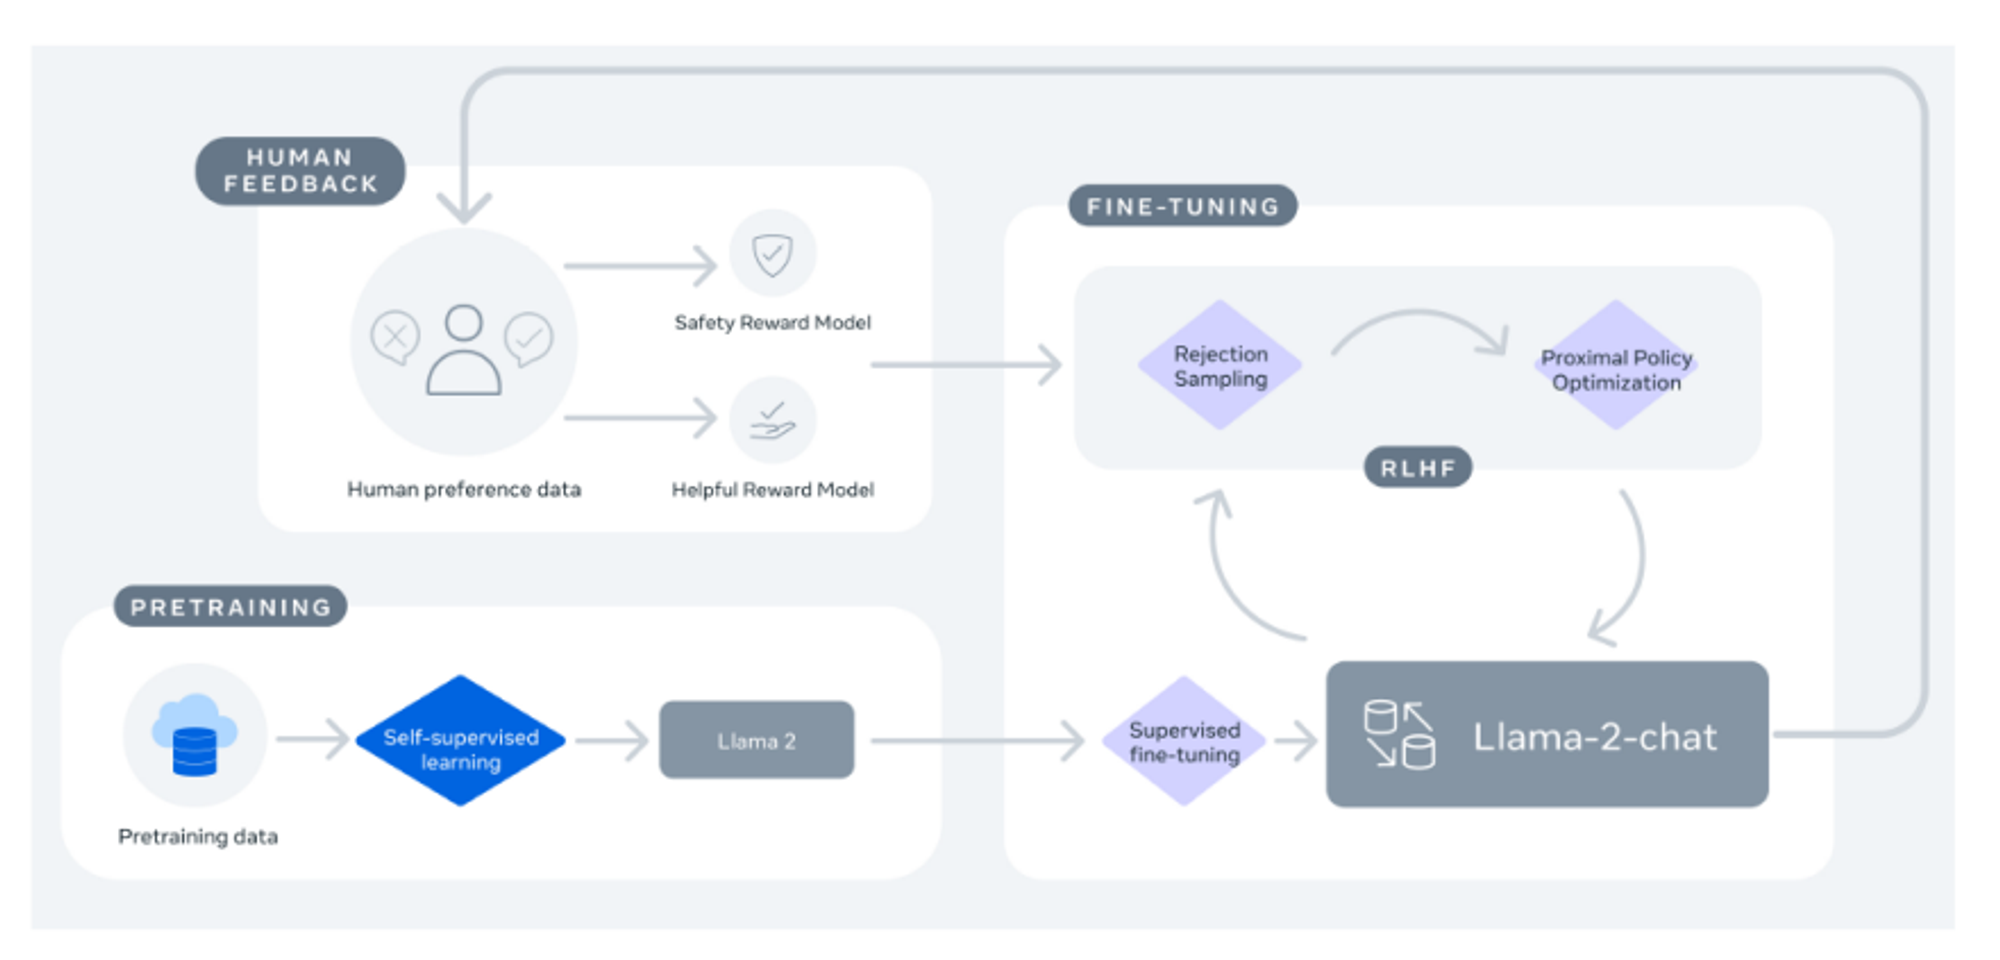 HUMAN
FEEDBACK
Safety Reward Model
Human preference data
Helpful Reward Model
FINE-TUNING
Rejection
Sampling
Proximal Policy
Optimization
RLHF
PRETRAINING
Self-supervised
learning
Llama 2
Pretraining data
Supervised
fine-tuning
Llama-2-chat